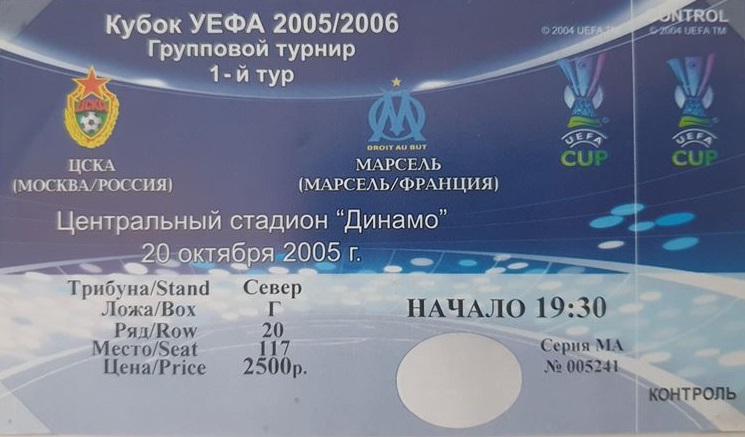 Кубок УЕФА 2005/2006
Групповой турнир
1-й тур
© 2004 UEFA TM
CONTROL
© 2004 UEFA TM
ЦСКА
ЦСКА
(МОСКВА/РОССИЯ)
DROIT AU BUT
МАРСЕЛЬ
(МАРСЕЛЬ/ФРАНЦИЯ)
UEFA
CUP
UEFA
CUP
Центральный стадион "Динамо"
20 октября 2005 г.
Трибуна/Stand Север
Ложа/Box Г
Ряд/Row 20
Место/Seat 117
Цена/Price 2500р.
НАЧАЛО 19:30
Серия МА
№ 005241
КОНТРОЛЬ